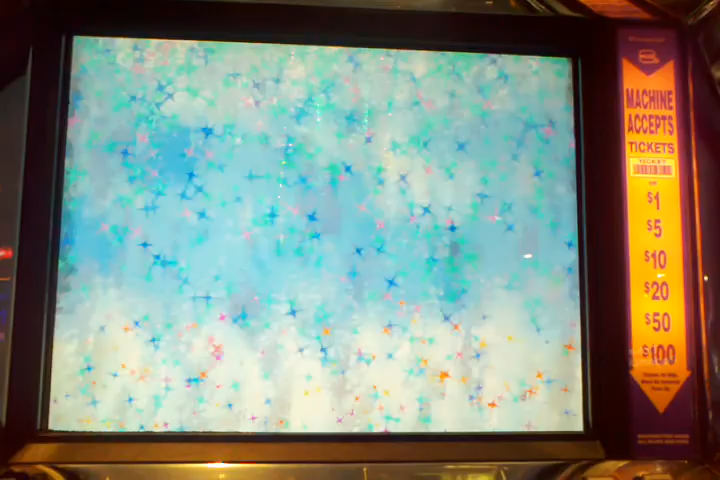 MACHINE
ACCEPTS
TICKETS
TICKET
$1
$5
$10
$20
$50
$100